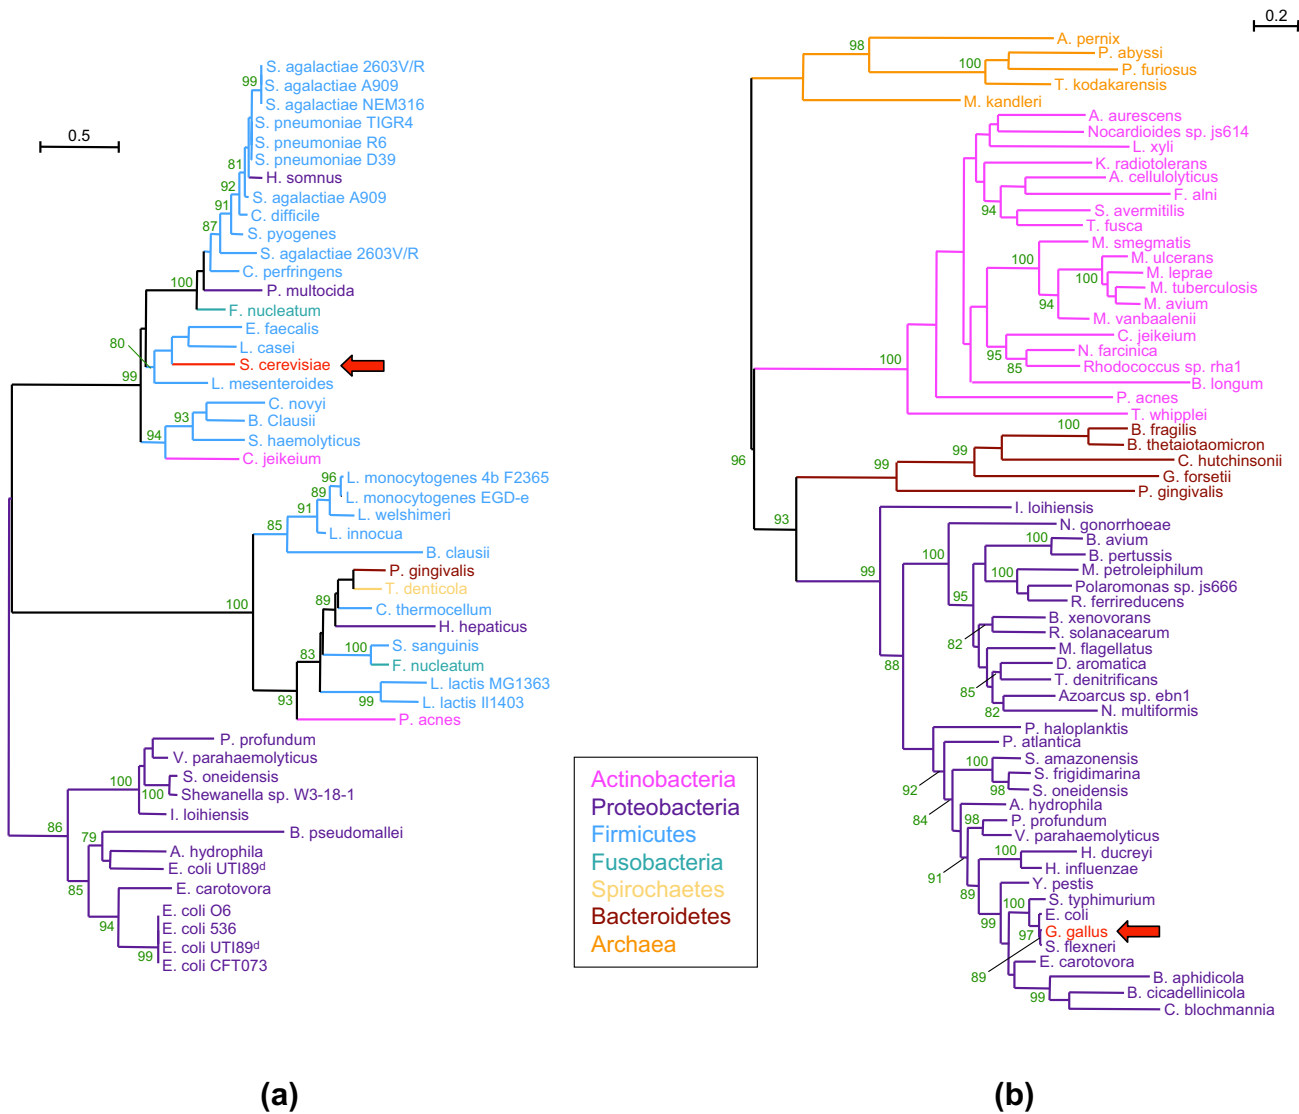 0.5
S. agalactiae 2603V/R
99
S. agalactiae A909
S. agalactiae NEM316
S. pneumoniae TIGR4
S. pneumoniae R6
S. pneumoniae D39
81
H. somnus
92
S. agalactiae A909
91
C. difficile
87
S. pyogenes
S. agalactiae 2603V/R
C. perfringens
100
P. multocida
F. nucleatum
E. faecalis
80
L. casei
S. cerevisiae
99
L. mesenteroides
C. novyi
93
B. Clausii
94
S. haemolyticus
C. jeikeium
96
L. monocytogenes 4b F2365
89
L. monocytogenes EGD-e
91
L. welshimeri
85
L. innocua
B. clausii
P. gingivalis
T. denticola
100
89
C. thermocellum
H. hepaticus
83
100
S. sanguinis
F. nucleatum
L. lactis MG1363
93
99
L. lactis Il1403
P. acnes
P. profundum
V. parahaemolyticus
100
S. oneidensis
100
Shewanella sp. W3-18-1
I. loihiensis
86
79
B. pseudomallei
A. hydrophila
E. coli UTI89d
85
E. carotovora
94
E. coli O6
E. coli 536
E. coli UTI89d
99
E. coli CFT073
(a)
Actinobacteria
Proteobacteria
Firmicutes
Fusobacteria
Spirochaetes
Bacteroidetes
Archaea
0.2
A. pernix
98
P. abyssi
100
P. furiosus
T. kodakarensis
M. kandleri
A. aurescens
Nocardioides sp. js614
L. xyli
K. radiotolerans
A. cellulolyticus
F. alni
94
S. avermitilis
T. fusca
M. smegmatis
100
M. ulcerans
M. leprae
100
M. tuberculosis
94
M. avium
M. vanbaalenii
C. jeikeium
95
N. farcinica
85
Rhodococcus sp. rha1
100
B. longum
P. acnes
T. whipplei
100
B. fragilis
B. thetaiotaomicron
99
C. hutchinsonii
96
99
G. forsetii
P. gingivalis
93
I. loihiensis
N. gonorrhoeae
100
100
B. avium
B. pertussis
99
100
M. petroleiphilum
Polaromonas sp. js666
95
R. ferrireducens
B. xenovorans
82
R. solanacearum
M. flagellatus
88
D. aromatica
85
T. denitrificans
Azoarcus sp. ebn1
82
N. multiformis
P. haloplanktis
P. atlantica
100
S. amazonensis
92
S. frigidimarina
98
S. oneidensis
84
A. hydrophila
98
P. profundum
V. parahaemolyticus
91
100
H. ducreyi
H. influenzae
89
Y. pestis
100
S. typhimurium
99
E. coli
97
G. gallus
S. flexneri
89
E. carotovora
B. aphidicola
99
B. cicadellinicola
C. blochmannia
(b)